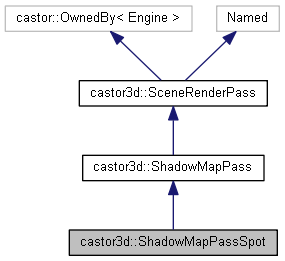 castor::OwnedBy< Engine >
Named
castor3d::SceneRenderPass
castor3d::ShadowMapPass
castor3d::ShadowMapPassSpot